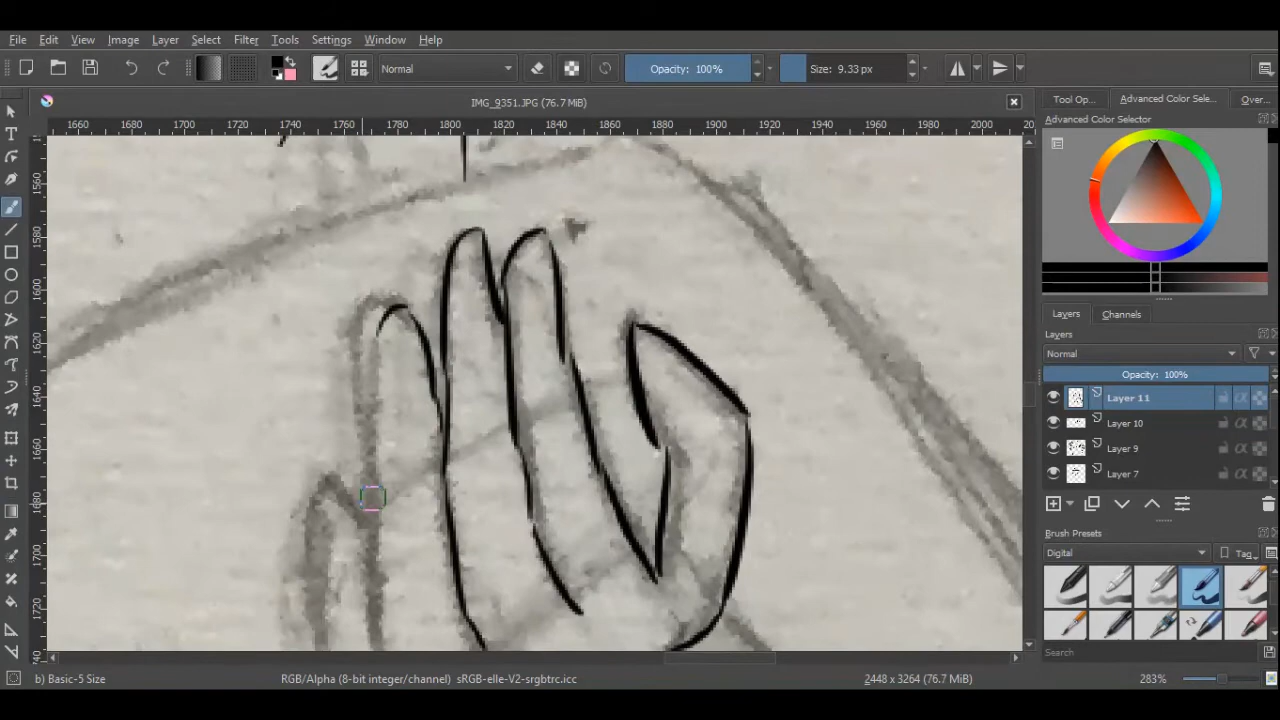 File Edit View Image Layer Select Filter Tools Settings Window Help
Normal Opacity: 100% Size: 9.33 px
IMG_9351.JPG (76.7 MiB)
Tool Op... Advanced Color Sele... Over...
Advanced Color Selector
1660 1680 1700 1720 1740 1760 1780 1800 1820 1840 1860 1880 1900 1920 1940 1960 1980 2000 20
1560
1580
1600
1620
1640
1660
1680
1700
1720
40
Layers Channels
Layers
Normal
Opacity: 100%
Layer 11
Layer 10
Layer 9
Layer 7
Brush Presets
Digital Tag
Search
b) Basic-5 Size RGB/Alpha (8-bit integer/channel) sRGB-elle-V2-srgbtrc.icc 2448 x 3264 (76.7 MiB) 283%